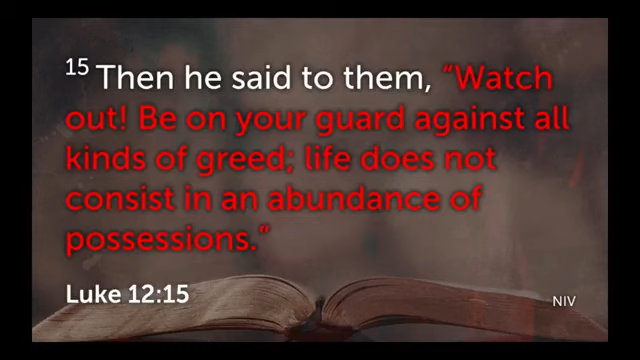 15 Then he said to them, “Watch
out! Be on your guard against all
kinds of greed; life does not
consist in an abundance of
possessions.”
Luke 12:15
NIV